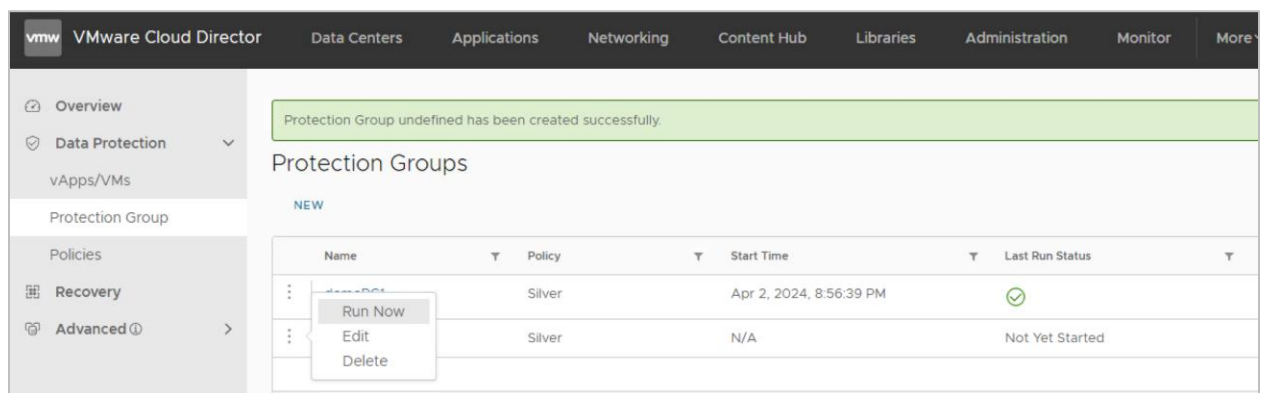 vmw VMware Cloud Director Data Centers Applications Networking Content Hub Libraries Administration Monitor More
Overview
Data Protection
vApps/VMs
Protection Group
Policies
Recovery
Advanced
Protection Group undefined has been created successfully.
Protection Groups
NEW
Name Policy Start Time Last Run Status
Silver Apr 2, 2024, 8:56:39 PM
Silver N/A Not Yet Started
Run Now
Edit
Delete